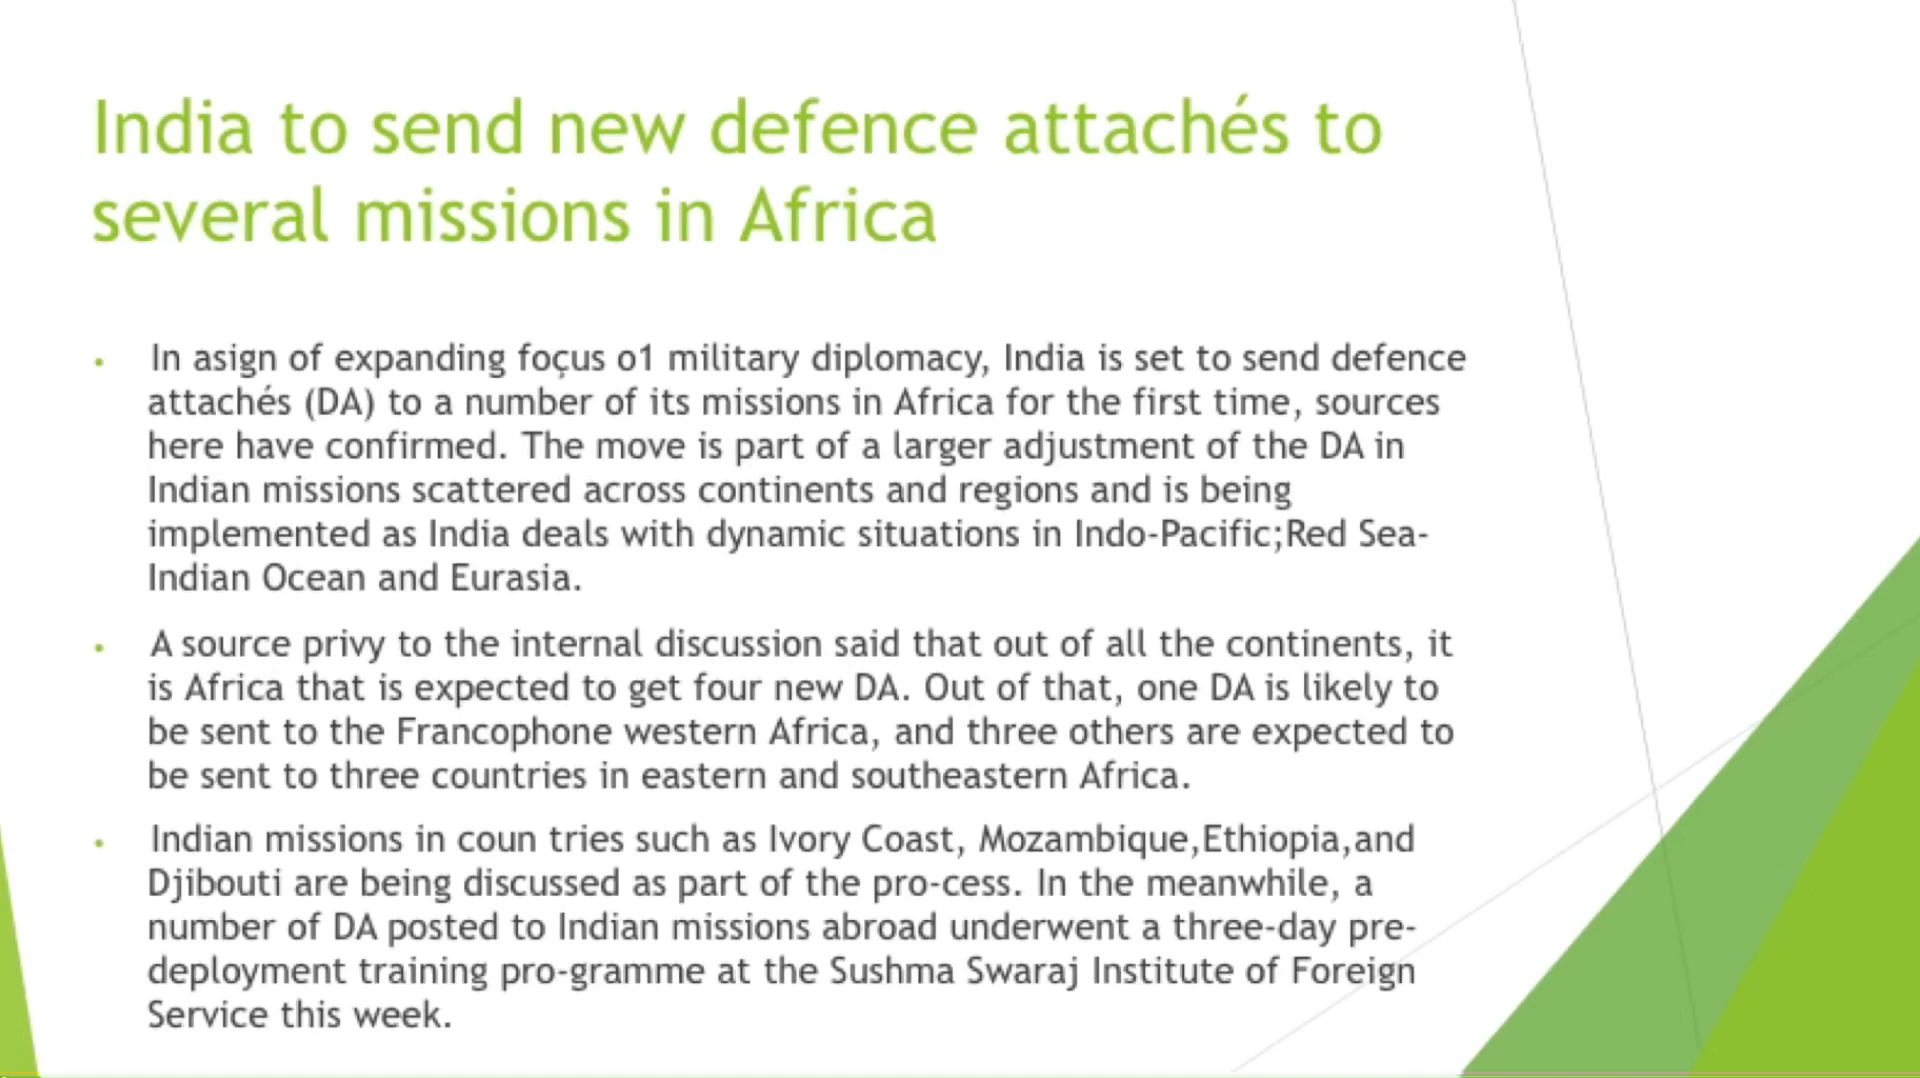 India to send new defence attachés to
several missions in Africa
• In asign of expanding foçus o1 military diplomacy, India is set to send defence
attachés (DA) to a number of its missions in Africa for the first time, sources
here have confirmed. The move is part of a larger adjustment of the DA in
Indian missions scattered across continents and regions and is being
implemented as India deals with dynamic situations in Indo-Pacific;Red Sea-
Indian Ocean and Eurasia.
• A source privy to the internal discussion said that out of all the continents, it
is Africa that is expected to get four new DA. Out of that, one DA is likely to
be sent to the Francophone western Africa, and three others are expected to
be sent to three countries in eastern and southeastern Africa.
• Indian missions in coun tries such as Ivory Coast, Mozambique,Ethiopia,and
Djibouti are being discussed as part of the pro-cess. In the meanwhile, a
number of DA posted to Indian missions abroad underwent a three-day pre-
deployment training pro-gramme at the Sushma Swaraj Institute of Foreign
Service this week.